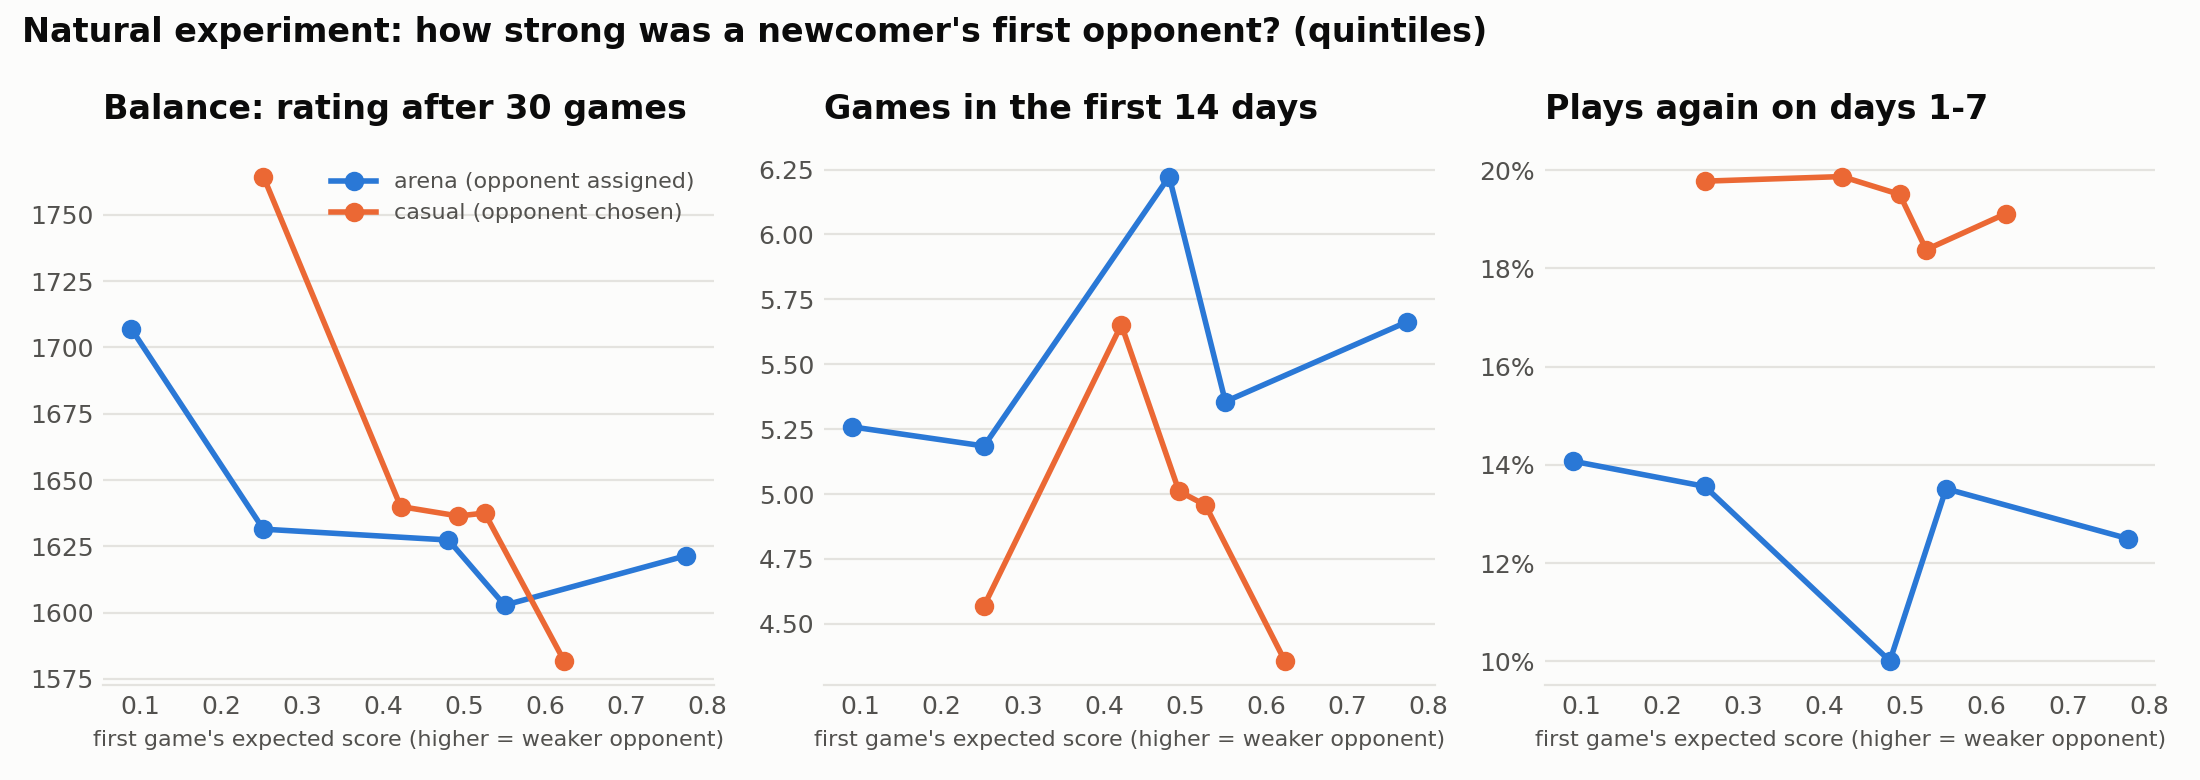 Natural experiment: how strong was a newcomer's first opponent? (quintiles)
Balance: rating after 30 games
arena (opponent assigned)
casual (opponent chosen)
1750
1725
1700
1675
1650
1625
1600
1575
0.1 0.2 0.3 0.4 0.5 0.6 0.7 0.8
first game's expected score (higher = weaker opponent)
Games in the first 14 days
6.25
6.00
5.75
5.50
5.25
5.00
4.75
4.50
0.1 0.2 0.3 0.4 0.5 0.6 0.7 0.8
first game's expected score (higher = weaker opponent)
Plays again on days 1-7
20%
18%
16%
14%
12%
10%
0.1 0.2 0.3 0.4 0.5 0.6 0.7 0.8
first game's expected score (higher = weaker opponent)